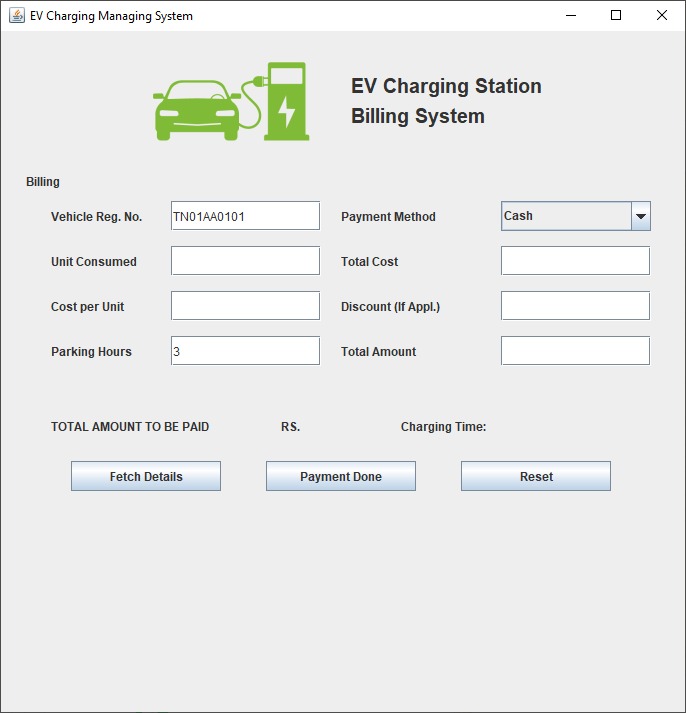 EV Charging Managing System
EV Charging Station
Billing System
Billing
Vehicle Reg. No. TN01AA0101 Payment Method Cash
Unit Consumed Total Cost
Cost per Unit Discount (If Appl.)
Parking Hours 3 Total Amount
TOTAL AMOUNT TO BE PAID RS. Charging Time:
Fetch Details Payment Done Reset